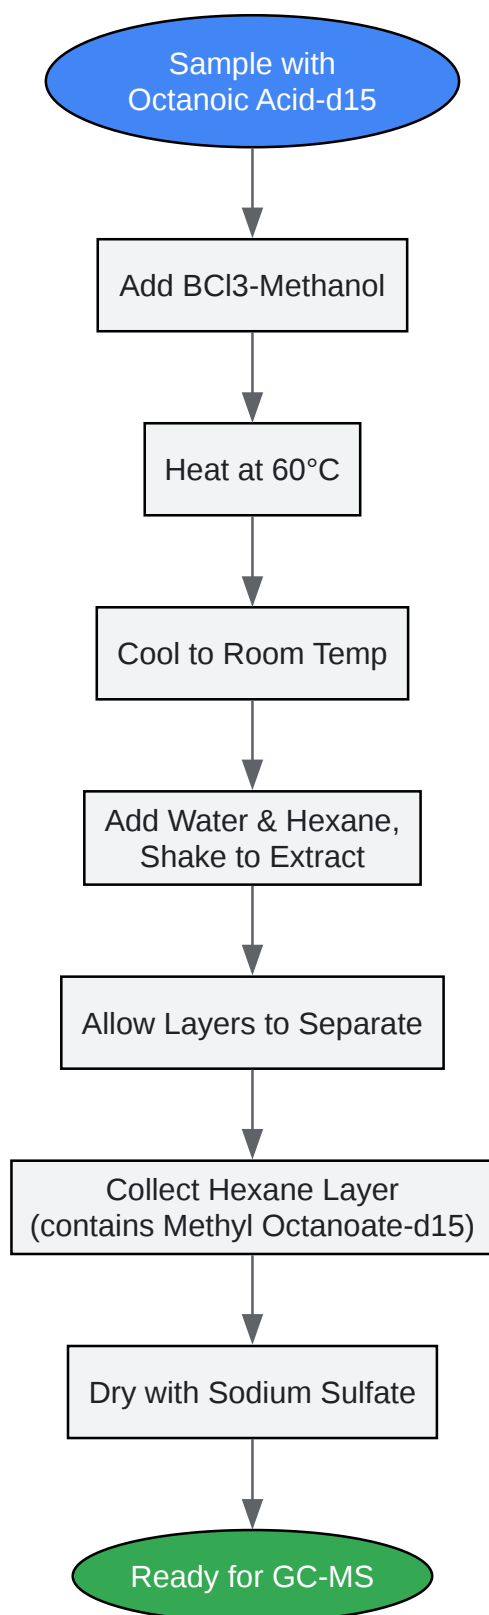 Sample with
Octanoic Acid-d15
Add BCl3-Methanol
Heat at 60°C
Cool to Room Temp
Add Water & Hexane,
Shake to Extract
Allow Layers to Separate
Collect Hexane Layer
(contains Methyl Octanoate-d15)
Dry with Sodium Sulfate
Ready for GC-MS